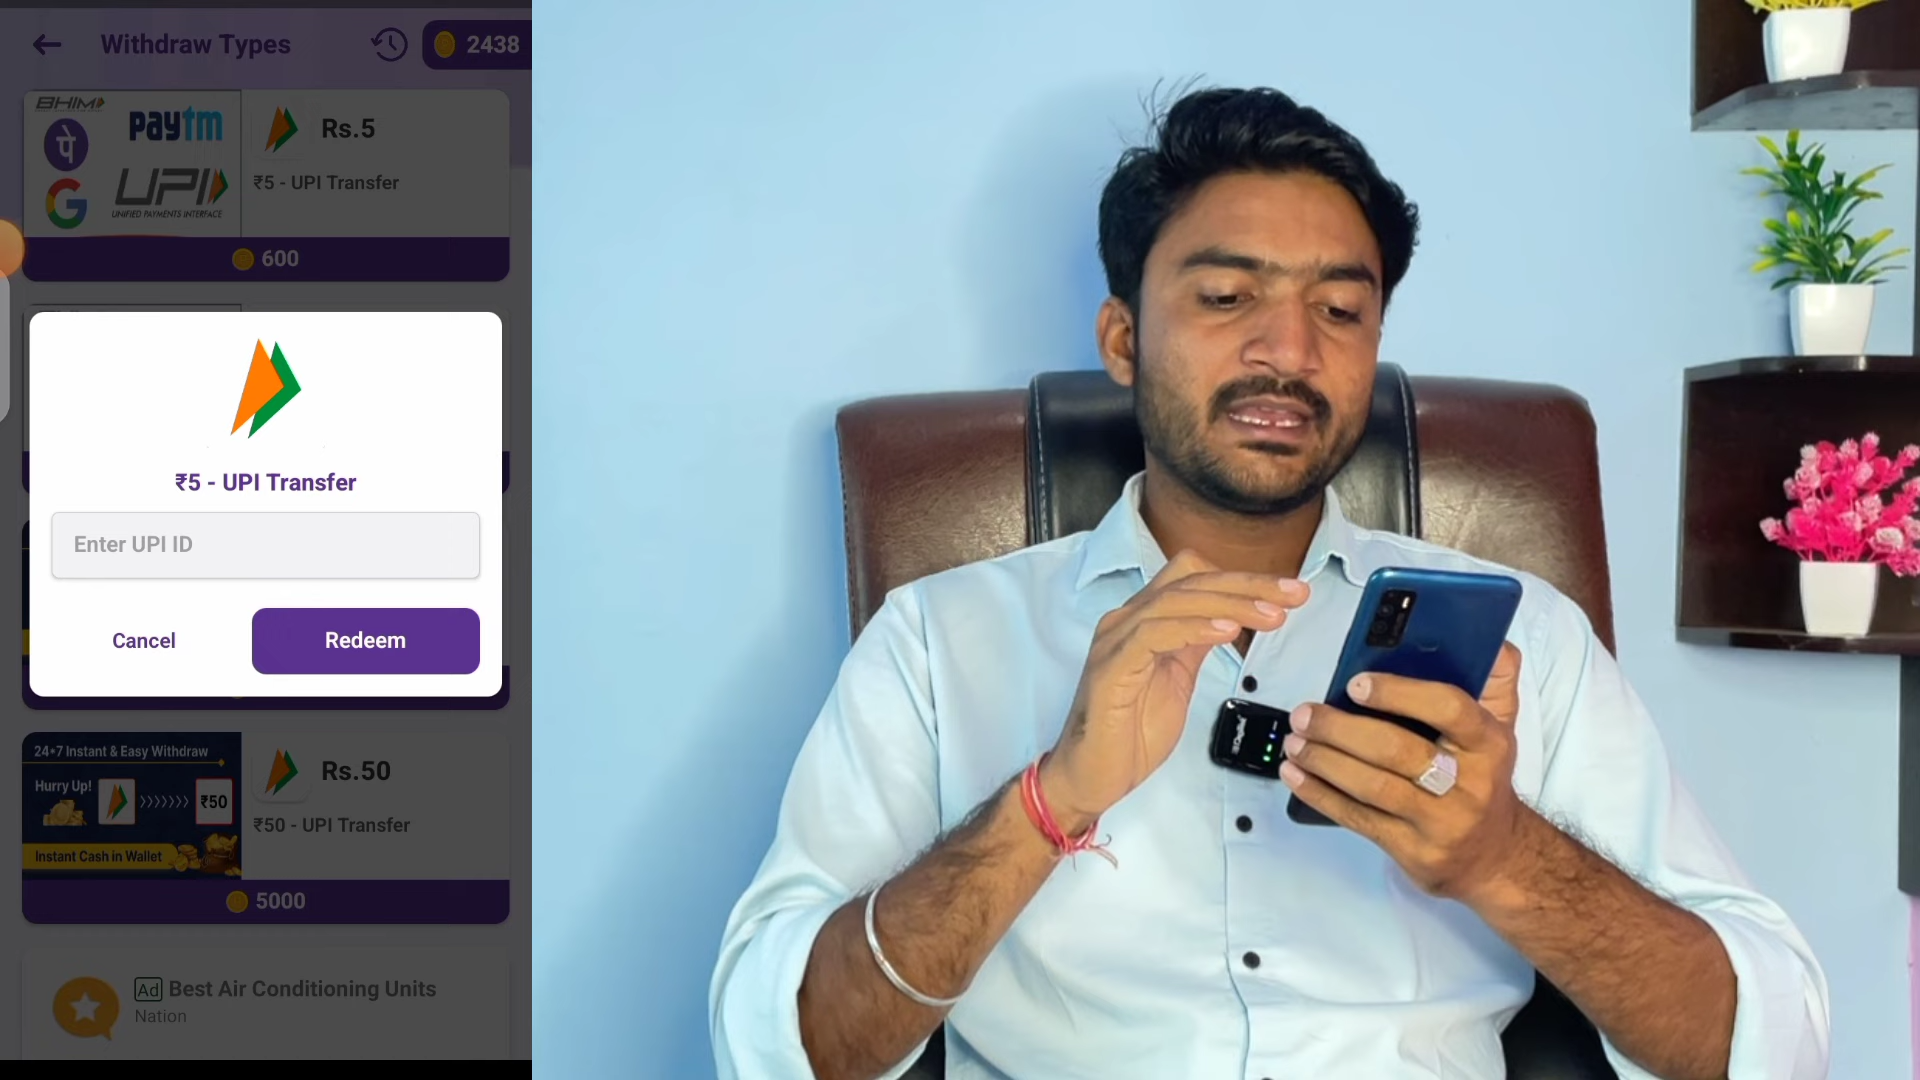 Withdraw Types
2438
BHIM
पे
paytm
UPI
UNIFIED PAYMENTS INTERFACE
Rs.5
₹5 - UPI Transfer
600
₹5 - UPI Transfer
Enter UPI ID
Cancel
Redeem
24*7 Instant & Easy Withdraw
Hurry Up!
₹50
Instant Cash in Wallet
Rs.50
₹50 - UPI Transfer
5000
Ad Best Air Conditioning Units
Nation